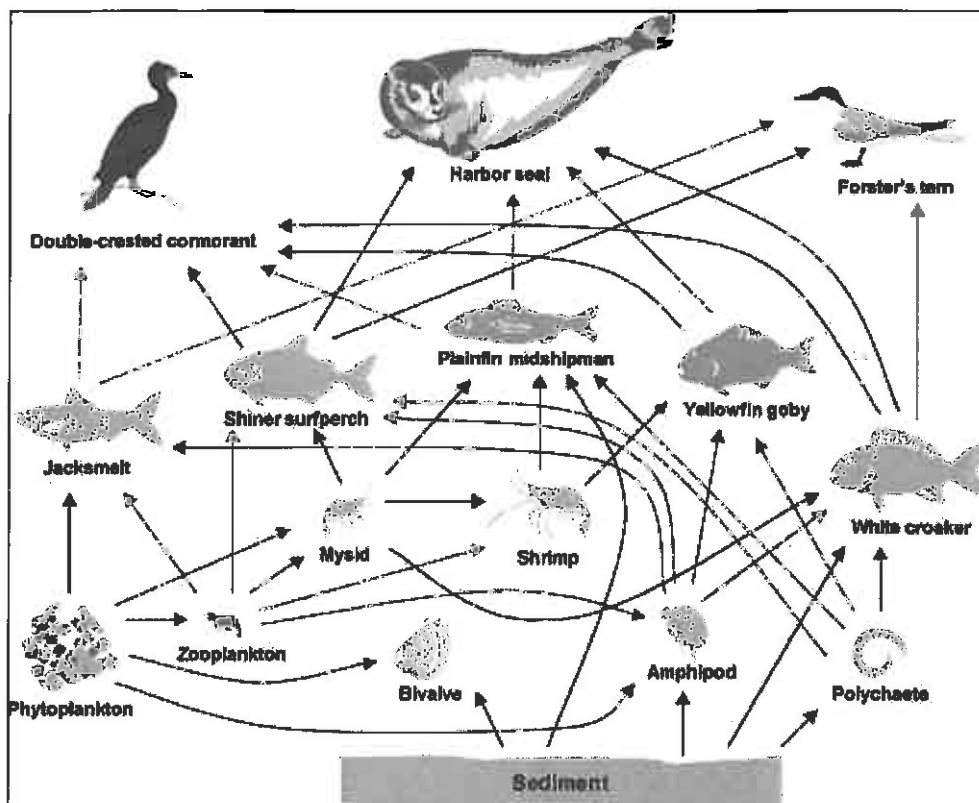 Harbor seal
Forster's tern
Double-crested cormorant
Plainfin midshipman
Yellowfin goby
Shiner surfperch
Jacksmelt
White croaker
Mysid
Shrimp
Zooplankton
Amphipod
Bivalve
Polychaete
Phytoplankton
Sediment